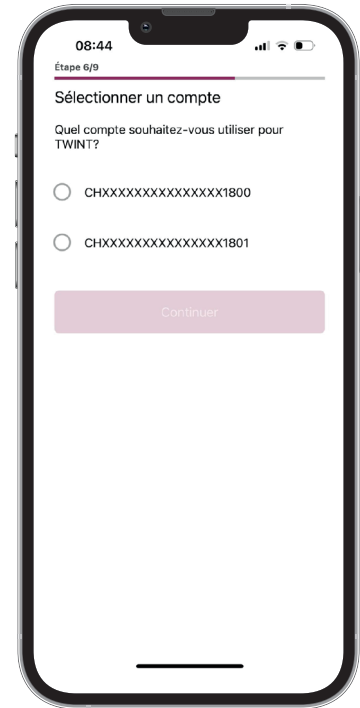 08:44
Étape 6/9
Sélectionner un compte
Quel compte souhaitez-vous utiliser pour
TWINT?
CHXXXXXXXXXXXXXXX1800
CHXXXXXXXXXXXXXXX1801
Continuer